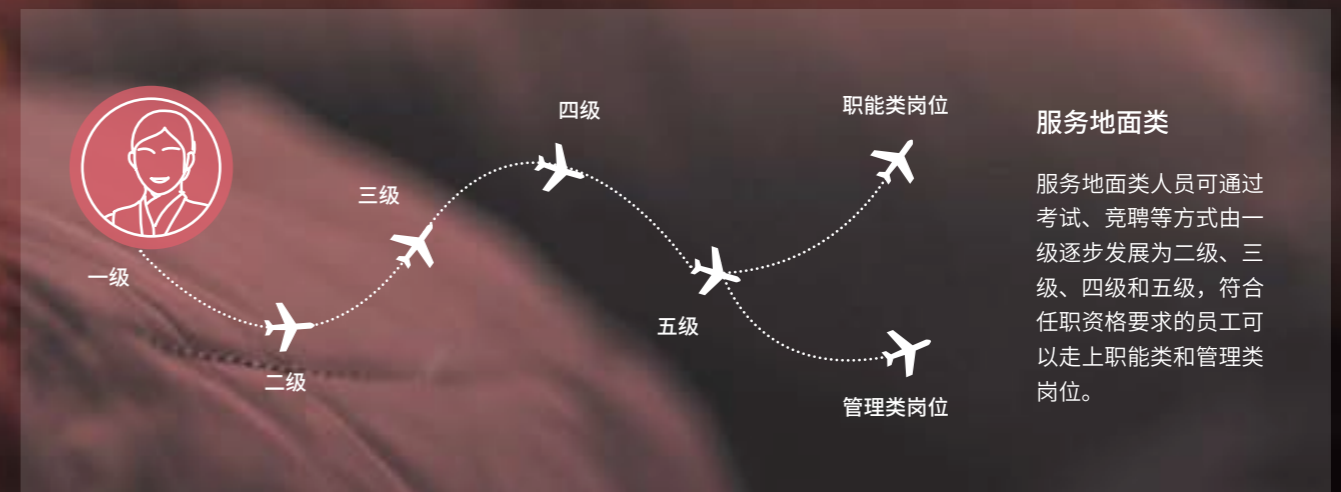 四级
职能类岗位
三级
一级
二级
五级
管理类岗位
服务地面类
服务地面类人员可通过
考试、竞聘等方式由一
级逐步发展为二级、三
级、四级和五级，符合
任职资格要求的员工可
以走上职能类和管理类
岗位。